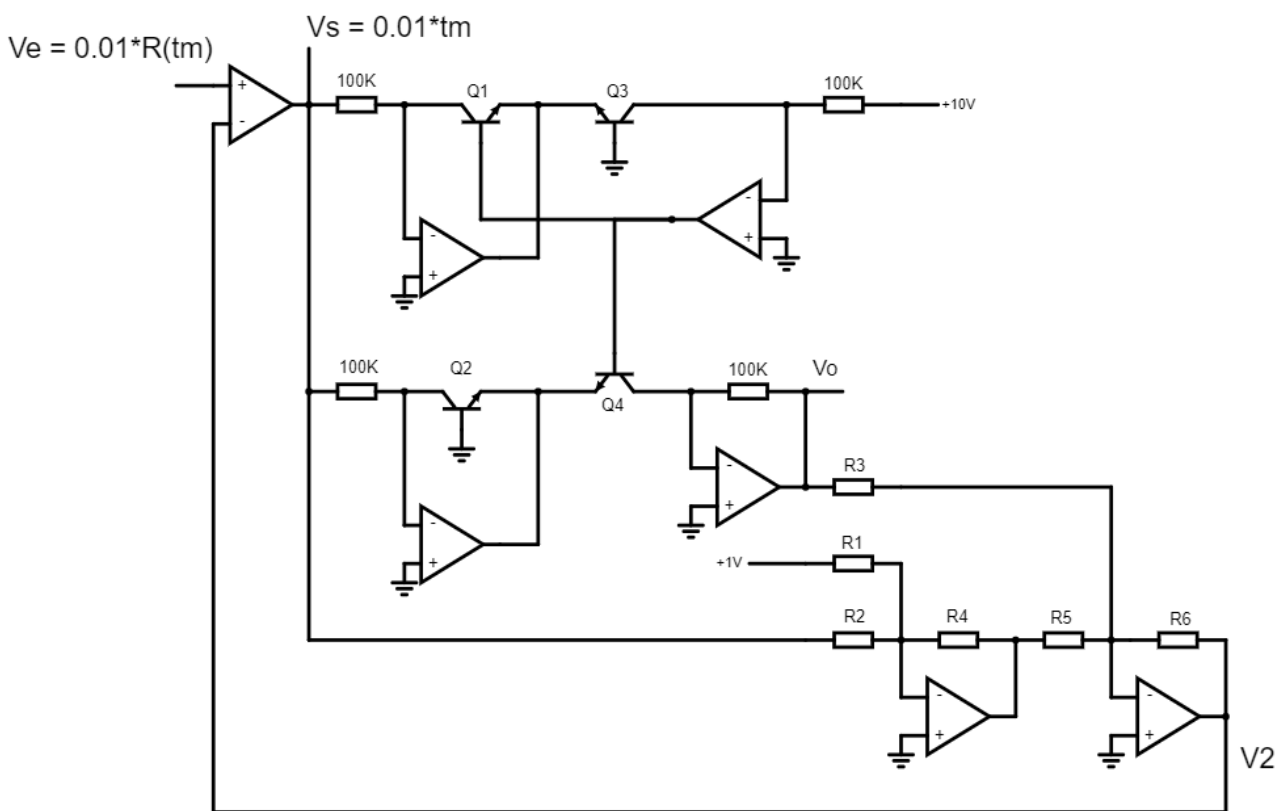 Vs = 0.01*tm
Ve = 0.01*R(tm)
100K
Q1
Q3
100K
+10V
+
-
-
+
-
+
100K
Q2
100K
Vo
Q4
-
+
R3
-
+
R1
+1V
R2
R4
R5
R6
-
+
-
+
V2